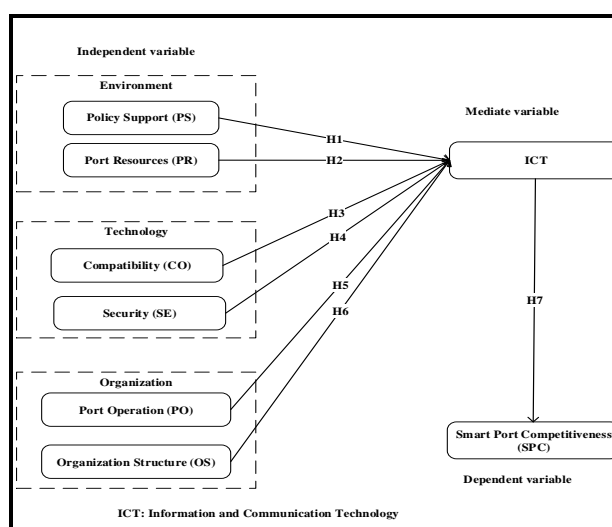 Independent variable
Environment
Policy Support (PS)
Port Resources (PR)
Technology
Compatibility (CO)
Security (SE)
Organization
Port Operation (PO)
Organization Structure (OS)
H1
H2
H3
H4
H5
H6
Mediate variable
ICT
H7
Smart Port Competitiveness
(SPC)
Dependent variable
ICT: Information and Communication Technology